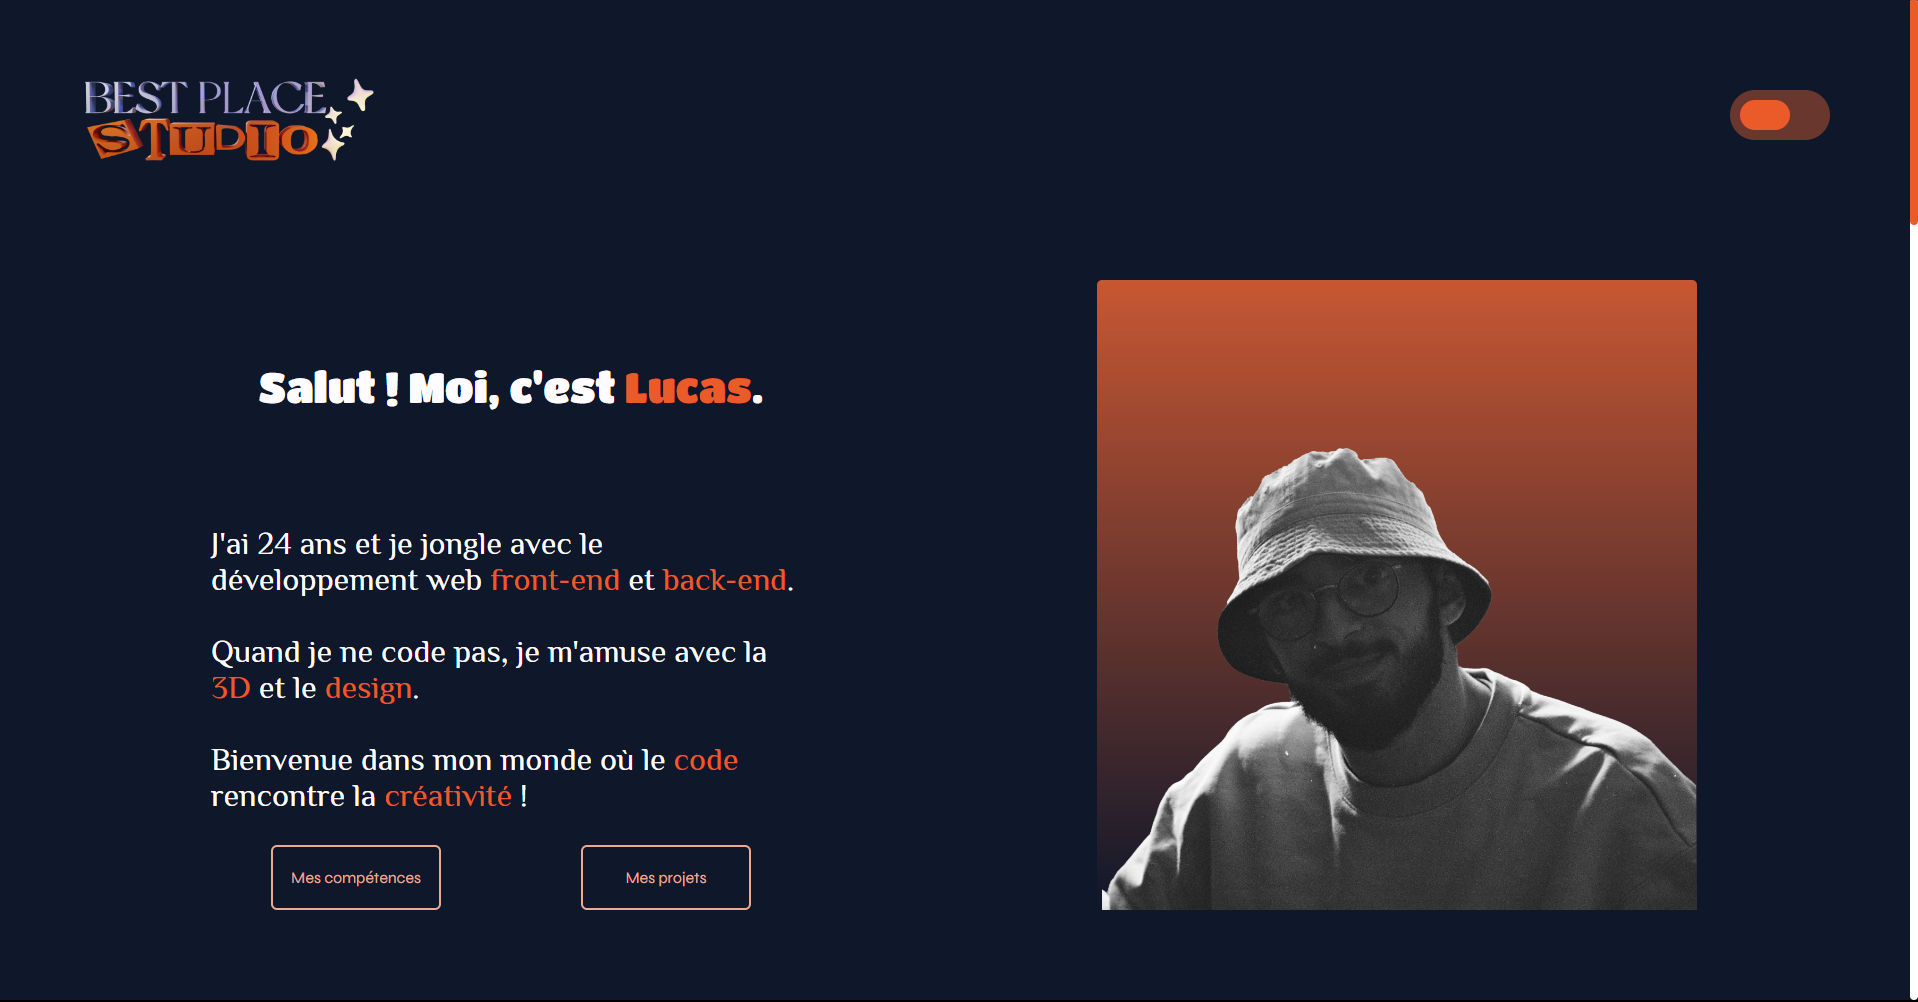 BEST PLACE
STUDIO
Salut ! Moi, c'est Lucas.
J'ai 24 ans et je jongle avec le
développement web front-end et back-end.
Quand je ne code pas, je m'amuse avec la
3D et le design.
Bienvenue dans mon monde où le code
rencontre la créativité !
Mes compétences
Mes projets